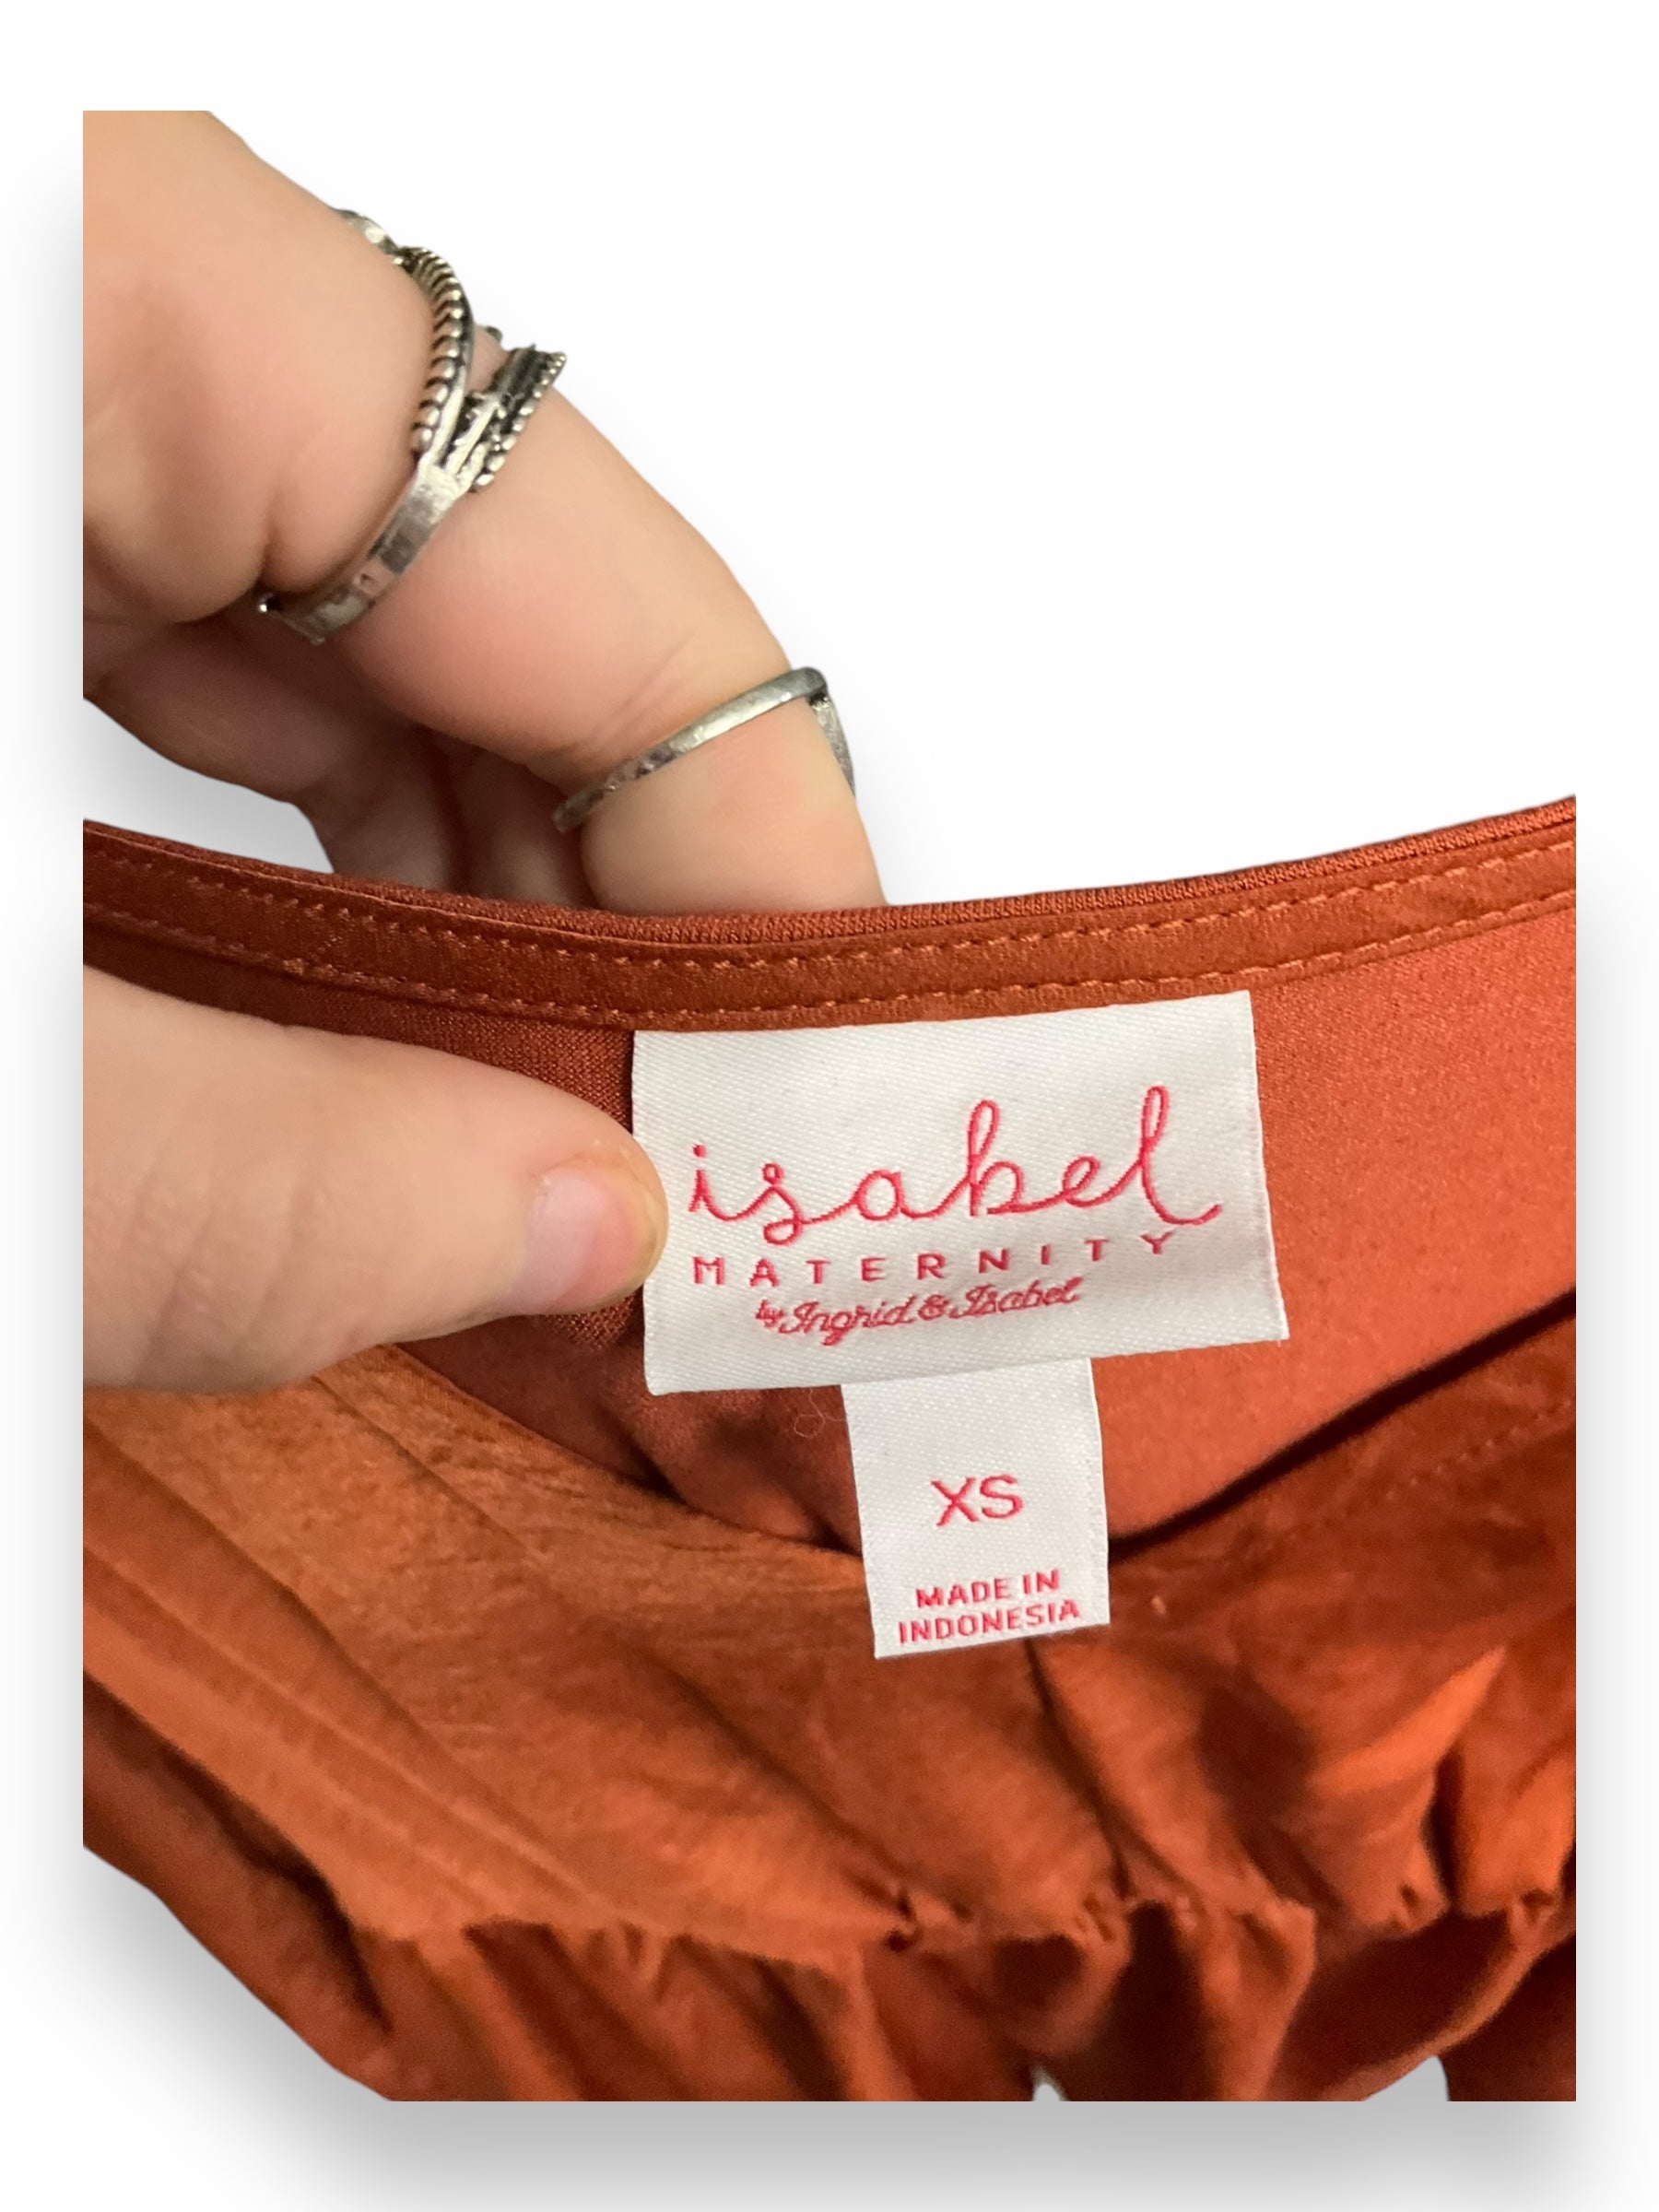 isabel
MATERNITY
by Ingrid & Isabel
XS
MADE IN
INDONESIA